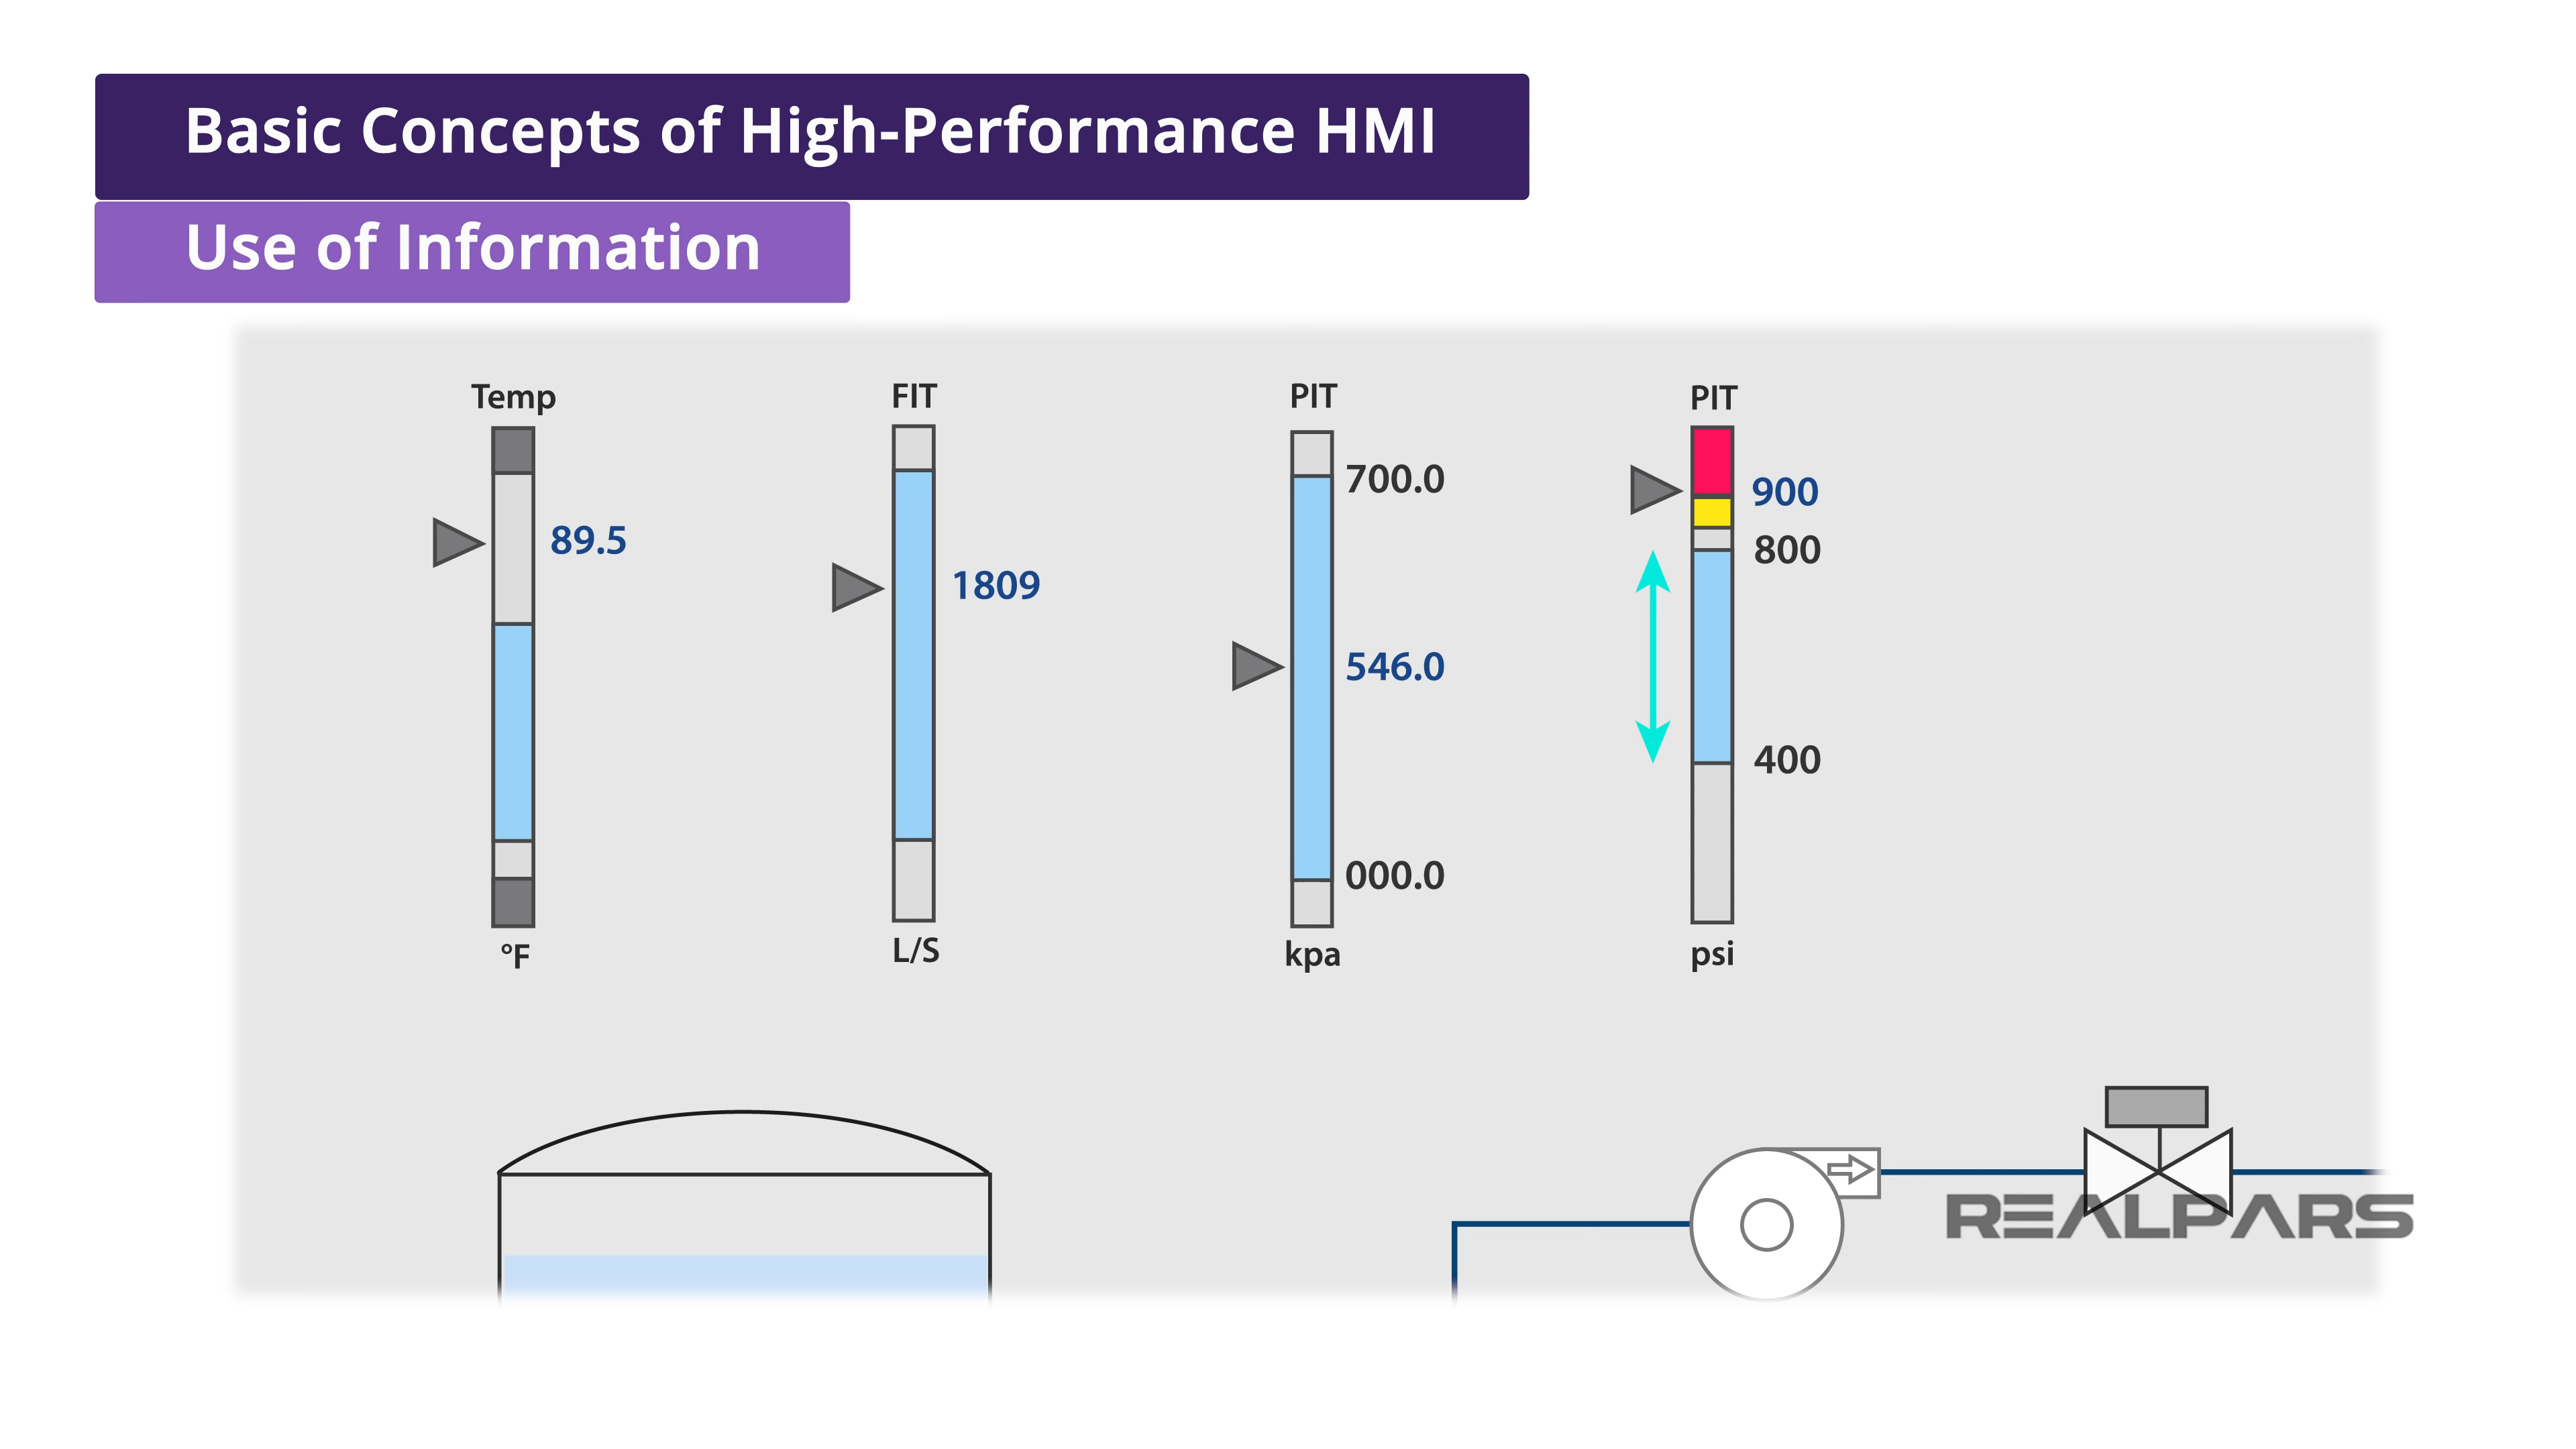 Basic Concepts of High-Performance HMI
Use of Information
Temp
89.5
°F
FIT
1809
L/S
PIT
700.0
546.0
000.0
kpa
PIT
900
800
400
psi
REALPARS